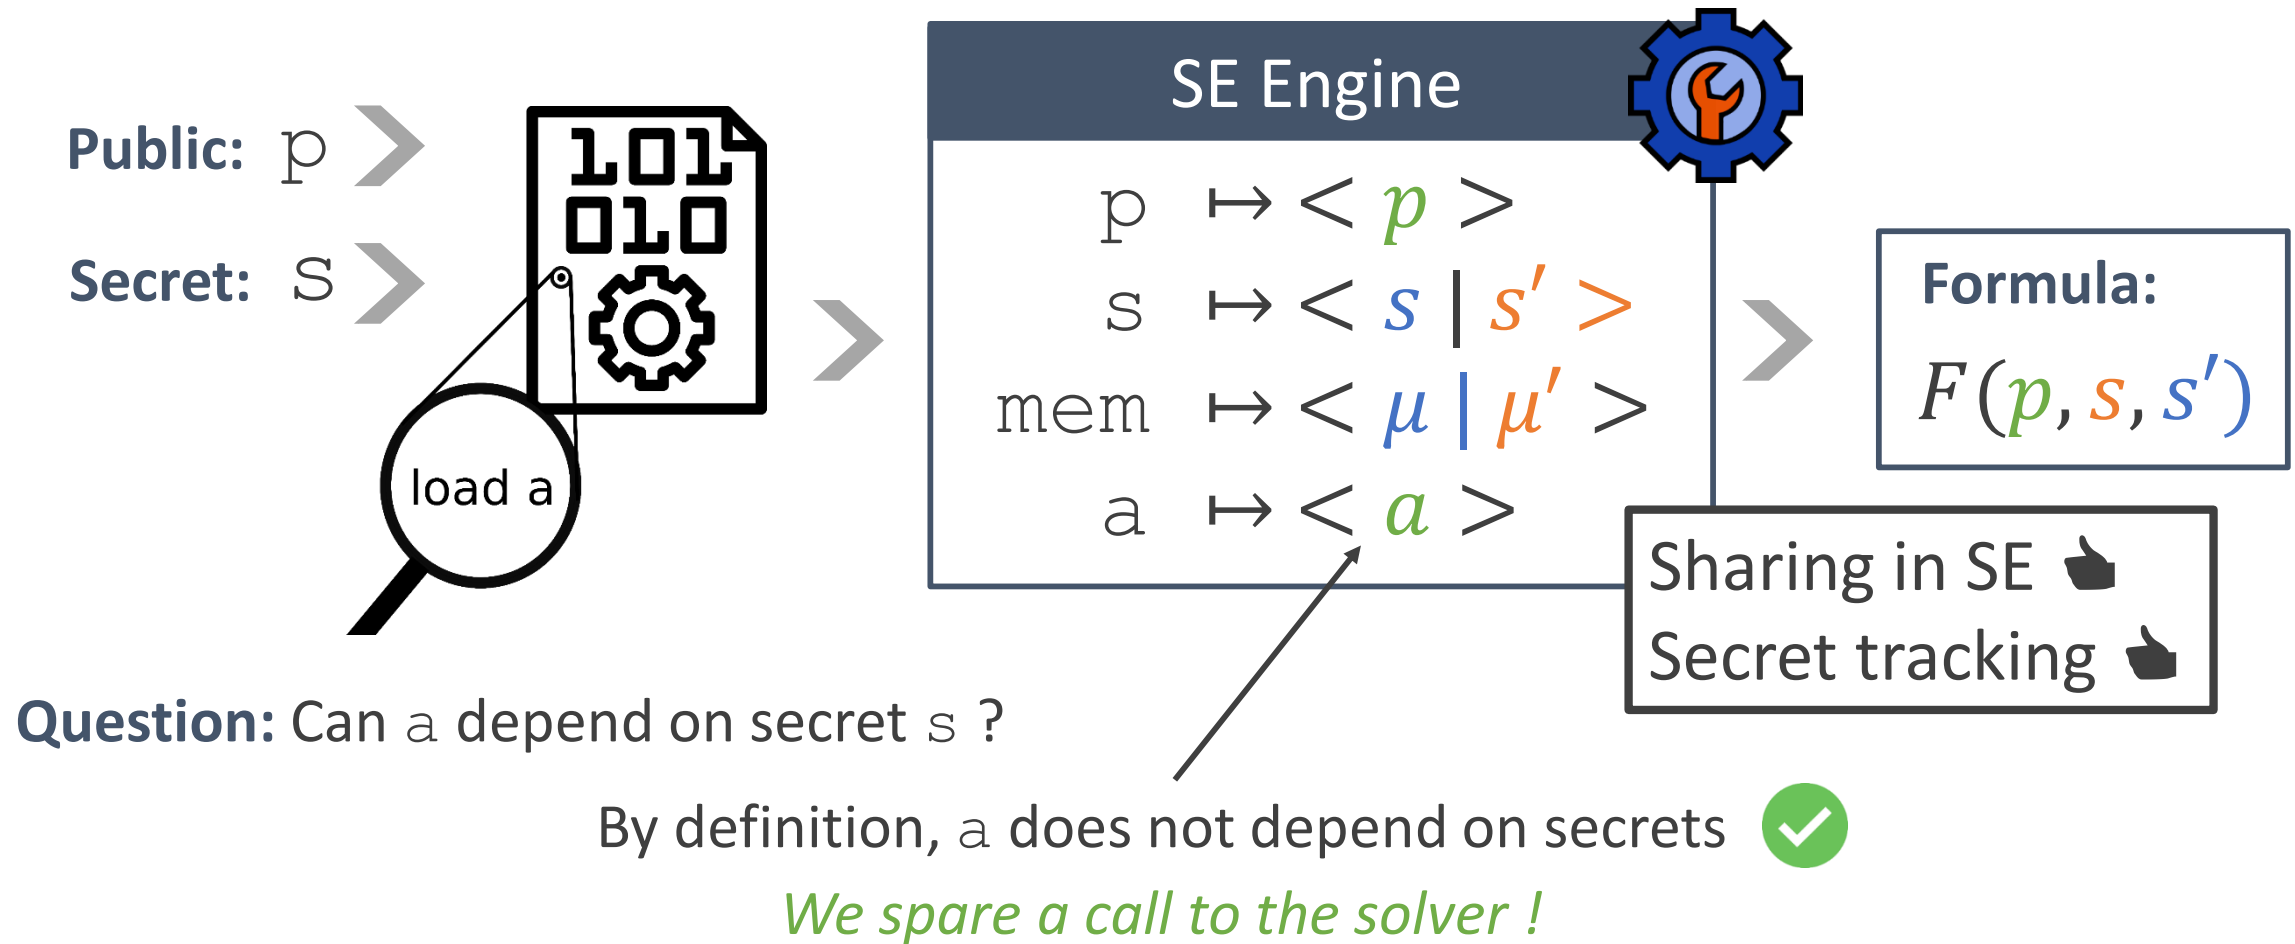 Public: p
Secret: s
101
010
load a
SE Engine
p ↦ < p >
s ↦ < s | s′ >
mem ↦ < μ | μ′ >
a ↦ < a >
Formula:
F(p, s, s′)
Sharing in SE
Secret tracking
Question: Can a depend on secret s ?
By definition, a does not depend on secrets
We spare a call to the solver !